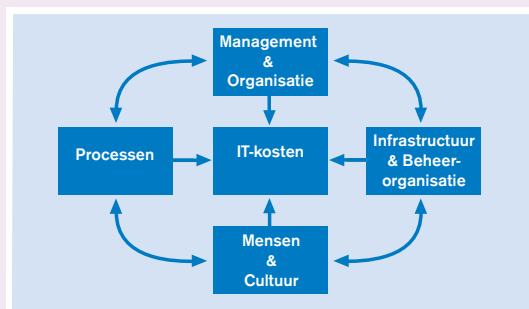 Management
&
Organisatie
Processen
IT-kosten
Infrastructuur
& Beheer-
organisatie
Mensen
&
Cultuur